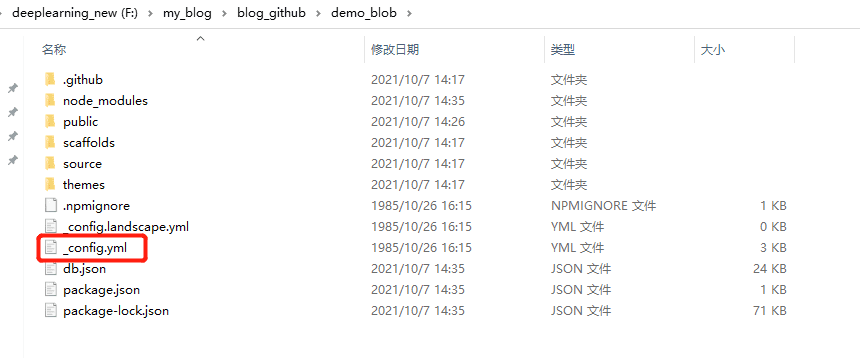 deeplearning_new (F:) > my_blog > blog_github > demo_blob >
名称 修改日期 类型 大小
.github 2021/10/7 14:17 文件夹
node_modules 2021/10/7 14:35 文件夹
public 2021/10/7 14:26 文件夹
scaffolds 2021/10/7 14:17 文件夹
source 2021/10/7 14:17 文件夹
themes 2021/10/7 14:17 文件夹
.npmignore 1985/10/26 16:15 NPMIGNORE 文件 1 KB
_config.landscape.yml 1985/10/26 16:15 YML 文件 0 KB
_config.yml 1985/10/26 16:15 YML 文件 3 KB
db.json 2021/10/7 14:35 JSON 文件 24 KB
package.json 2021/10/7 14:35 JSON 文件 1 KB
package-lock.json 2021/10/7 14:35 JSON 文件 71 KB